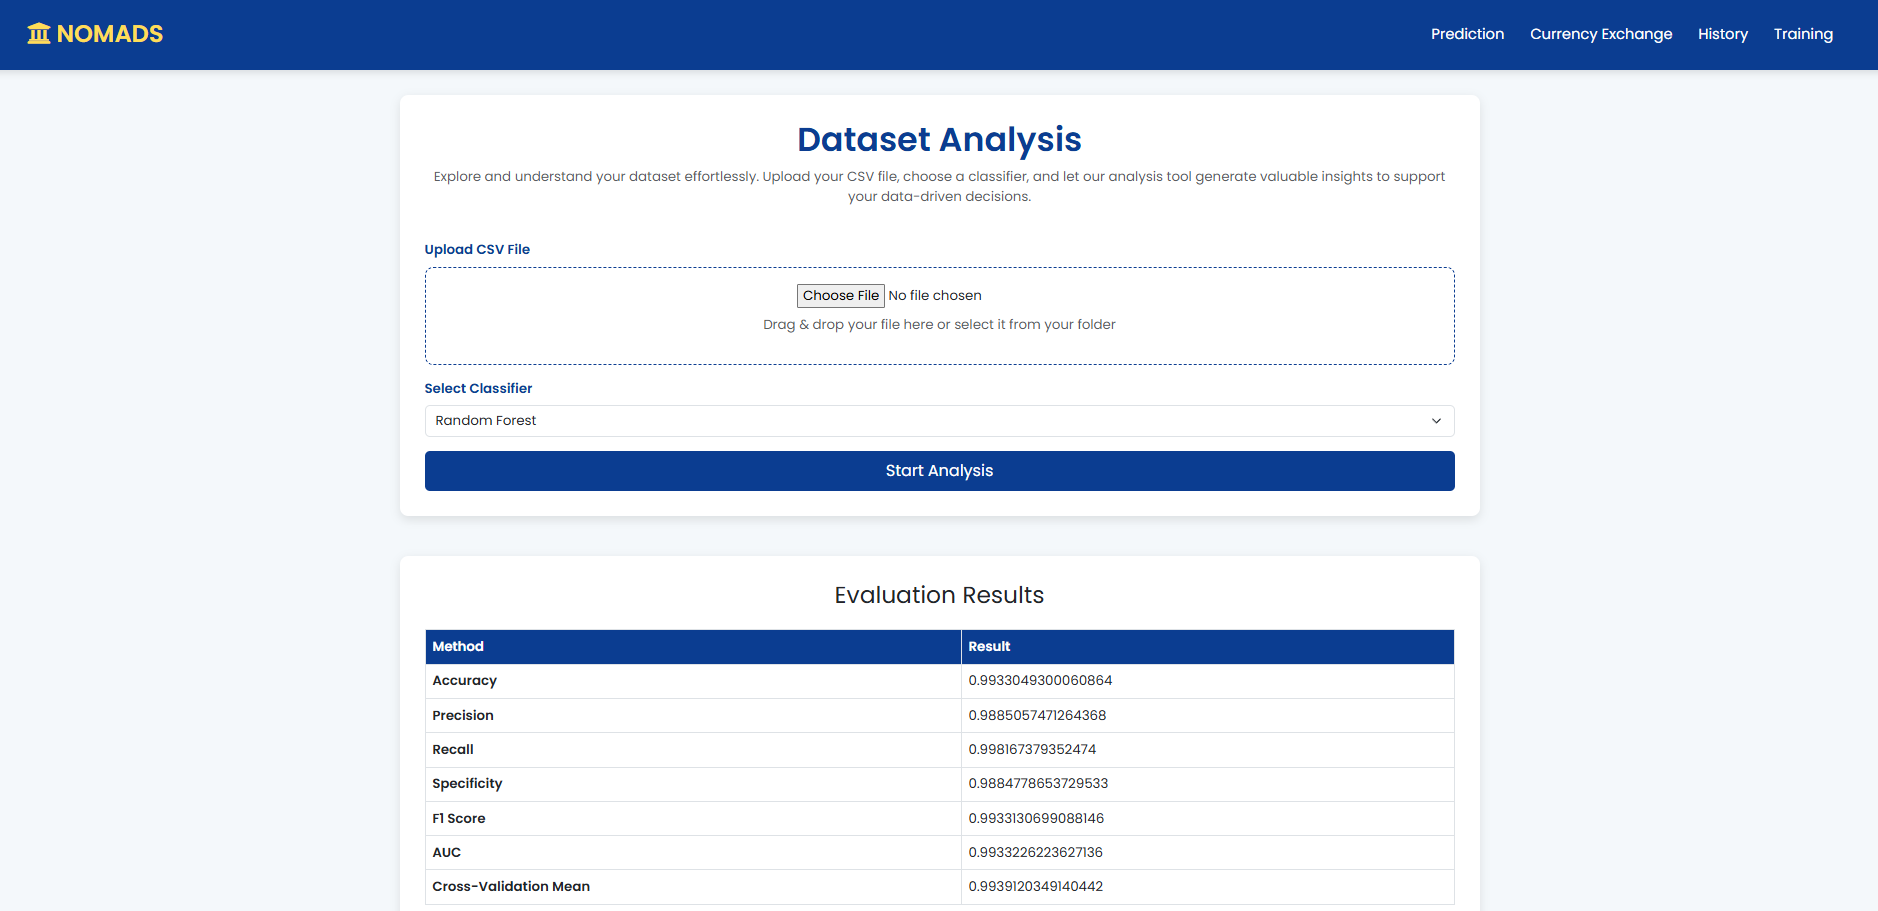 NOMADS
Prediction Currency Exchange History Training
Dataset Analysis
Explore and understand your dataset effortlessly. Upload your CSV file, choose a classifier, and let our analysis tool generate valuable insights to support
your data-driven decisions.
Upload CSV File
Choose File No file chosen
Drag & drop your file here or select it from your folder
Select Classifier
Random Forest
Start Analysis
Evaluation Results
Method Result
Accuracy 0.9933049300060864
Precision 0.9885057471264368
Recall 0.998167379352474
Specificity 0.9884778653729533
F1 Score 0.9933130699088146
AUC 0.9933226223627136
Cross-Validation Mean 0.9939120349140442